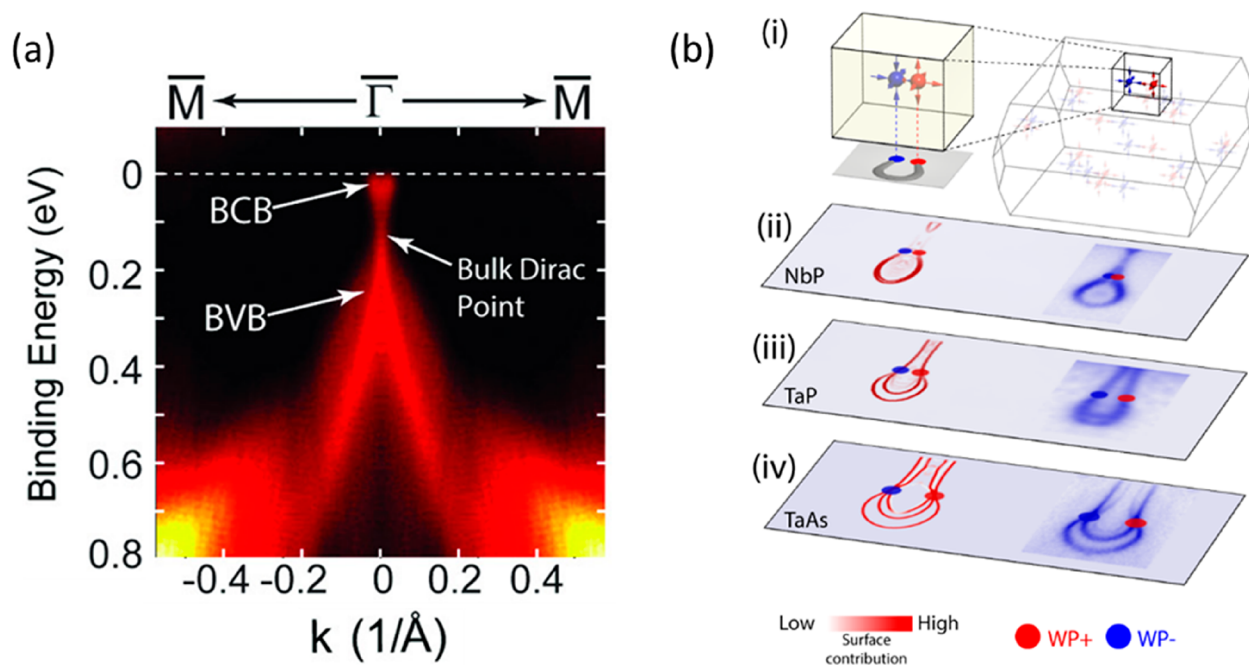 (a)
M Γ M
0
0.2
0.4
0.6
0.8
Binding Energy (eV)
BCB
BVB
Bulk Dirac
Point
-0.4 -0.2 0 0.2 0.4
k (1/Å)
(b)
(i)
(ii)
NbP
(iii)
TaP
(iv)
TaAs
Low High
Surface
contribution
WP+ WP-